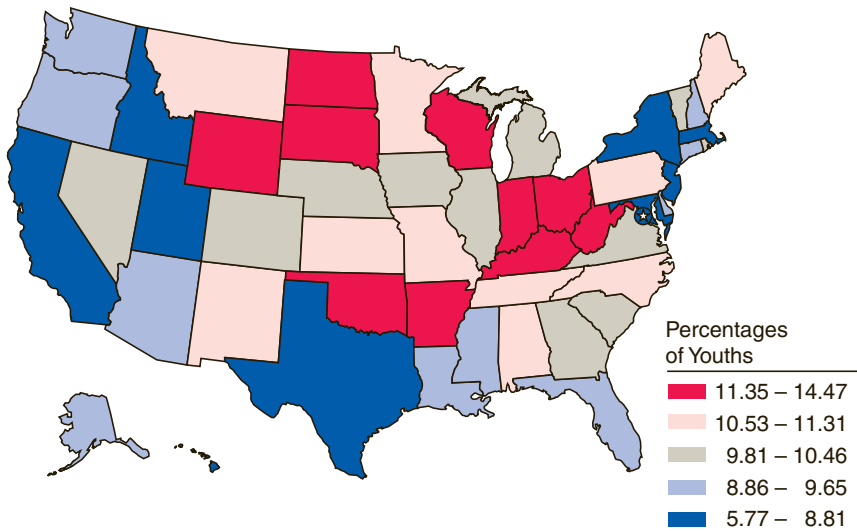 Percentages
of Youths
11.35 – 14.47
10.53 – 11.31
9.81 – 10.46
8.86 – 9.65
5.77 – 8.81